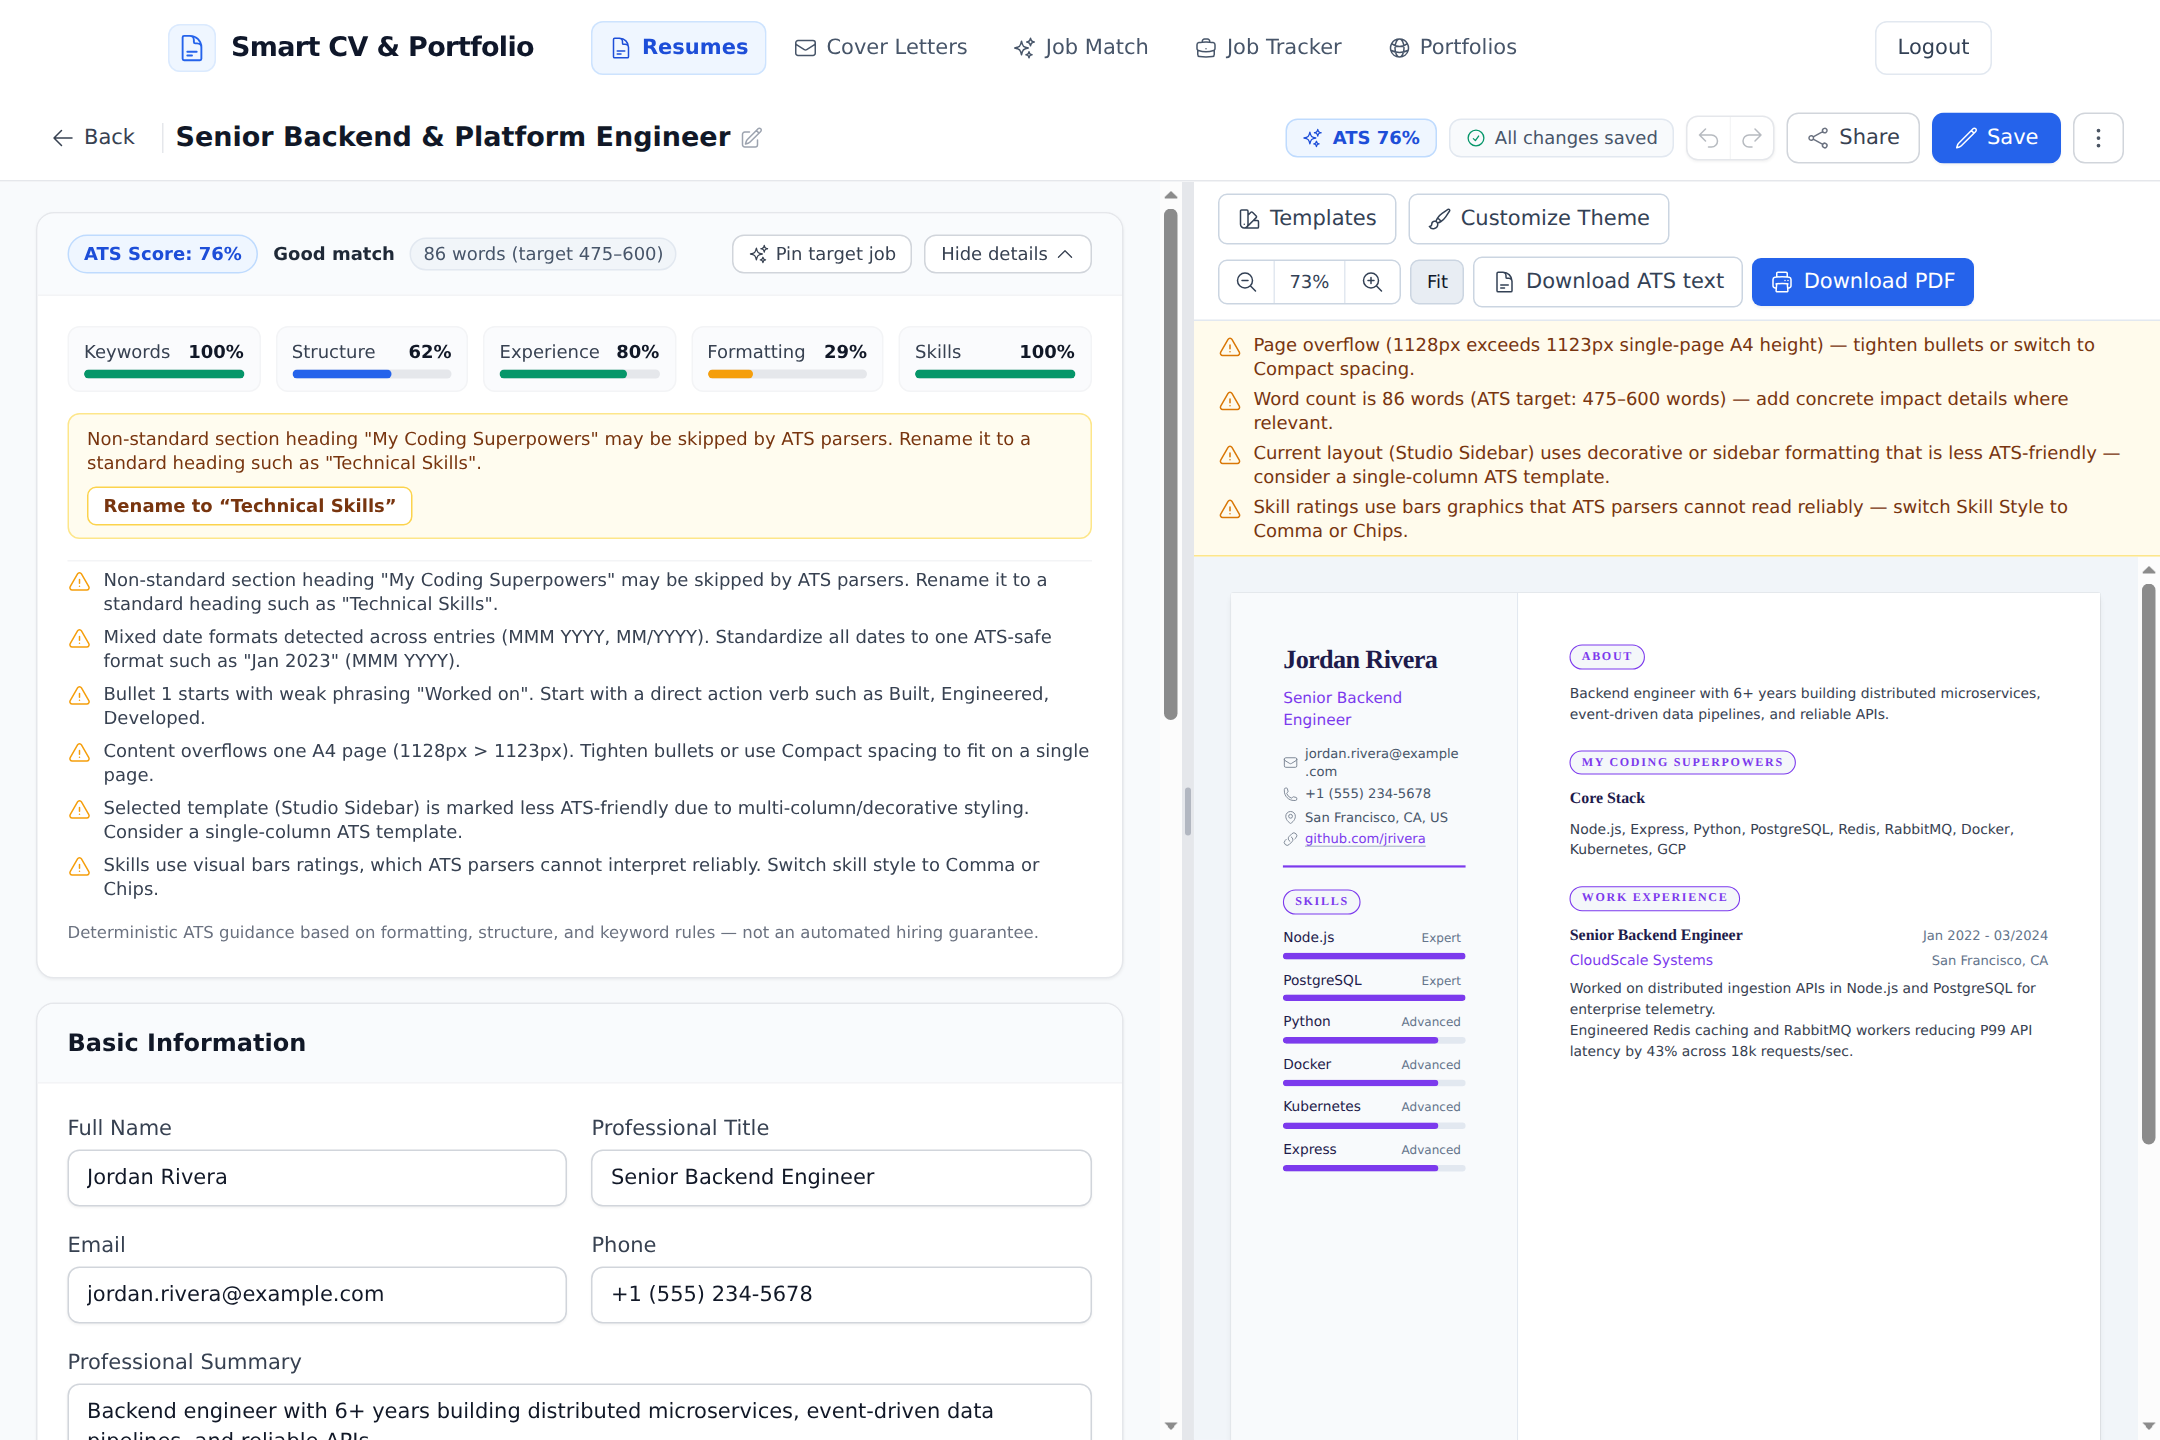 Smart CV & Portfolio
Resumes
Cover Letters
Job Match
Job Tracker
Portfolios
Logout
Back
Senior Backend & Platform Engineer
ATS 76%
All changes saved
Share
Save
ATS Score: 76%
Good match
86 words (target 475–600)
Pin target job
Hide details
Keywords 100%
Structure 62%
Experience 80%
Formatting 29%
Skills 100%
Non-standard section heading "My Coding Superpowers" may be skipped by ATS parsers. Rename it to a
standard heading such as "Technical Skills".
Rename to “Technical Skills”
Non-standard section heading "My Coding Superpowers" may be skipped by ATS parsers. Rename it to a
standard heading such as "Technical Skills".
Mixed date formats detected across entries (MMM YYYY, MM/YYYY). Standardize all dates to one ATS-safe
format such as "Jan 2023" (MMM YYYY).
Bullet 1 starts with weak phrasing "Worked on". Start with a direct action verb such as Built, Engineered,
Developed.
Content overflows one A4 page (1128px > 1123px). Tighten bullets or use Compact spacing to fit on a single
page.
Selected template (Studio Sidebar) is marked less ATS-friendly due to multi-column/decorative styling.
Consider a single-column ATS template.
Skills use visual bars ratings, which ATS parsers cannot interpret reliably. Switch skill style to Comma or
Chips.
Deterministic ATS guidance based on formatting, structure, and keyword rules — not an automated hiring guarantee.
Basic Information
Full Name
Jordan Rivera
Professional Title
Senior Backend Engineer
Email
jordan.rivera@example.com
Phone
+1 (555) 234-5678
Professional Summary
Backend engineer with 6+ years building distributed microservices, event-driven data
pipelines, and reliable APIs.
Templates
Customize Theme
73%
Fit
Download ATS text
Download PDF
Page overflow (1128px exceeds 1123px single-page A4 height) — tighten bullets or switch to
Compact spacing.
Word count is 86 words (ATS target: 475–600 words) — add concrete impact details where
relevant.
Current layout (Studio Sidebar) uses decorative or sidebar formatting that is less ATS-friendly —
consider a single-column ATS template.
Skill ratings use bars graphics that ATS parsers cannot read reliably — switch Skill Style to
Comma or Chips.
Jordan Rivera
Senior Backend
Engineer
jordan.rivera@example
.com
+1 (555) 234-5678
San Francisco, CA, US
github.com/jrivera
SKILLS
Node.js Expert
PostgreSQL Expert
Python Advanced
Docker Advanced
Kubernetes Advanced
Express Advanced
ABOUT
Backend engineer with 6+ years building distributed microservices,
event-driven data pipelines, and reliable APIs.
MY CODING SUPERPOWERS
Core Stack
Node.js, Express, Python, PostgreSQL, Redis, RabbitMQ, Docker,
Kubernetes, GCP
WORK EXPERIENCE
Senior Backend Engineer Jan 2022 - 03/2024
CloudScale Systems San Francisco, CA
Worked on distributed ingestion APIs in Node.js and PostgreSQL for
enterprise telemetry.
Engineered Redis caching and RabbitMQ workers reducing P99 API
latency by 43% across 18k requests/sec.